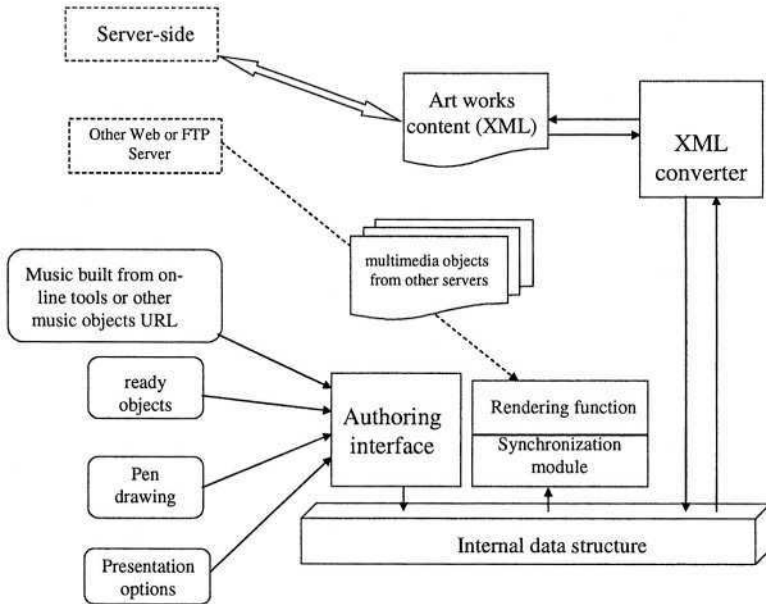 Server-side
Art works
content (XML)
XML
converter
Other Web or FTP
Server
multimedia objects
from other servers
Music built from on-
line tools or other
music objects URL
ready
objects
Authoring
interface
Rendering function
Synchronization
module
Pen
drawing
Presentation
options
Internal data structure